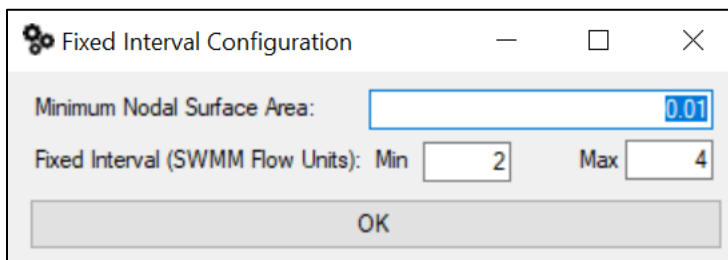 Fixed Interval Configuration
Minimum Nodal Surface Area: 0.01
Fixed Interval (SWMM Flow Units): Min 2 Max 4
OK